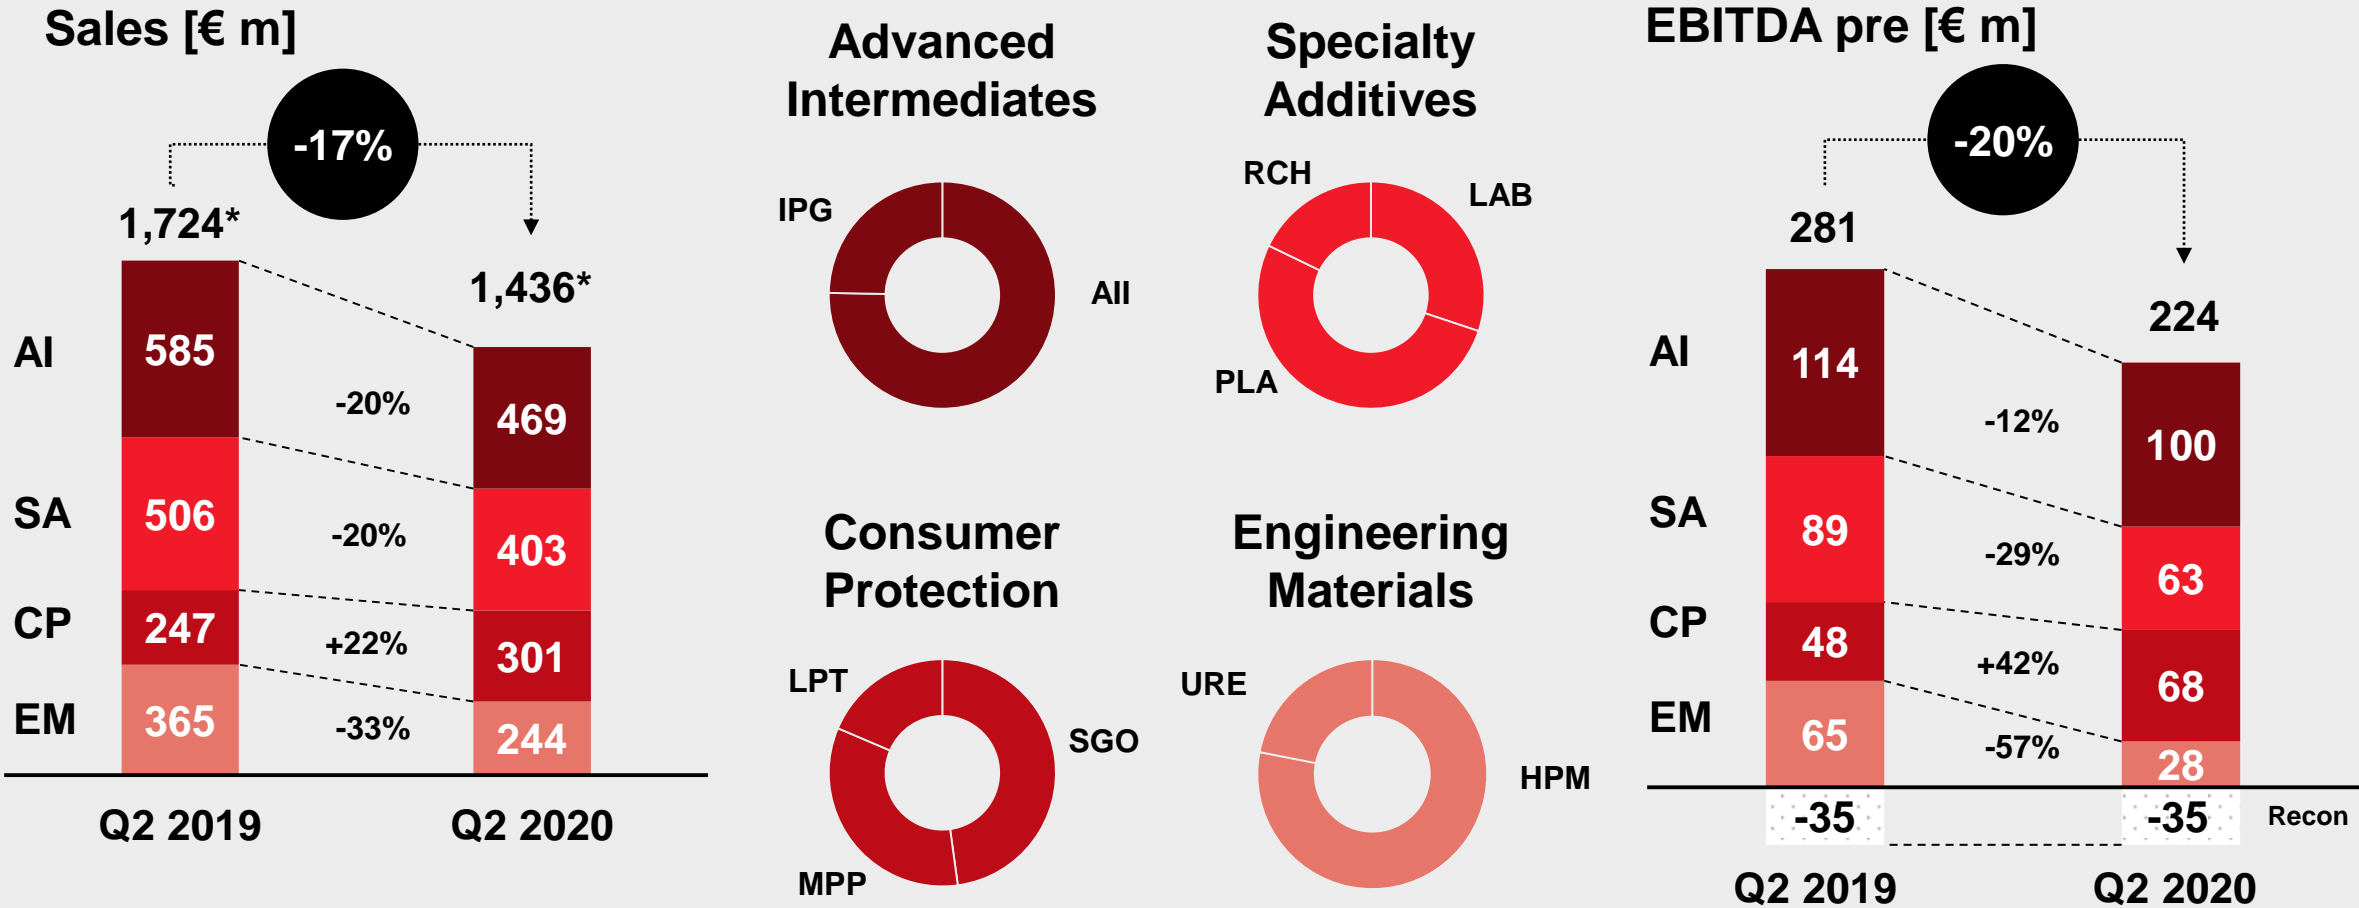 Sales [€ m]
-17%
1,724*
1,436*
AI
585
-20%
469
SA
506
-20%
403
CP
247
+22%
301
EM
365
-33%
244
Q2 2019
Q2 2020
Advanced
Intermediates
IPG
AII
Specialty
Additives
RCH
LAB
PLA
Consumer
Protection
LPT
SGO
MPP
Engineering
Materials
URE
HPM
EBITDA pre [€ m]
-20%
281
224
AI
114
-12%
100
SA
89
-29%
63
CP
48
+42%
68
EM
65
-57%
28
-35
-35
Recon
Q2 2019
Q2 2020